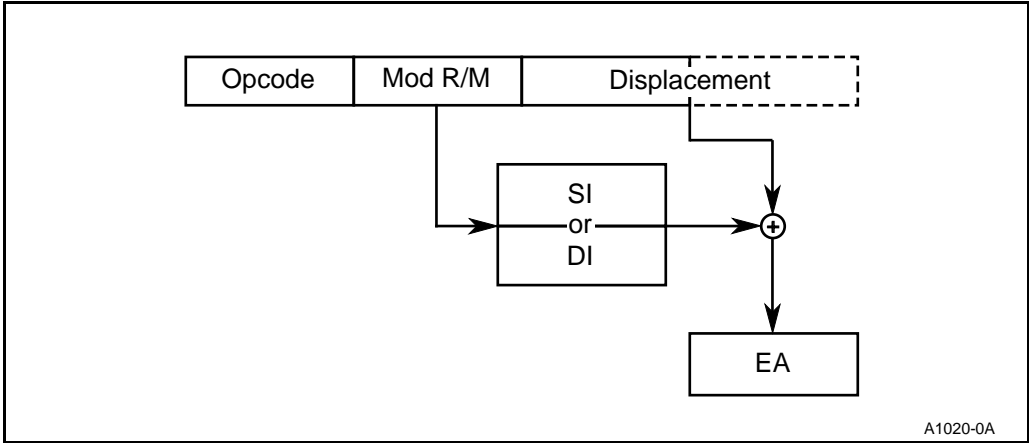 Opcode Mod R/M Displacement
SI
or
DI
+
EA
A1020-0A